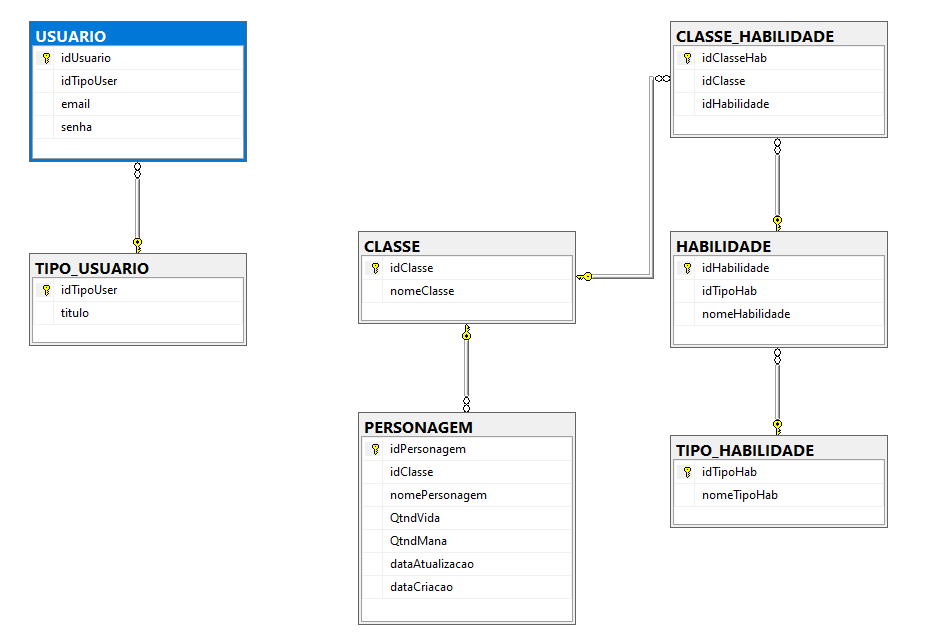 USUARIO
idUsuario
idTipoUser
email
senha
TIPO_USUARIO
idTipoUser
titulo
CLASSE
idClasse
nomeClasse
PERSONAGEM
idPersonagem
idClasse
nomePersonagem
QtndVida
QtndMana
dataAtualizacao
dataCriacao
CLASSE_HABILIDADE
idClasseHab
idClasse
idHabilidade
HABILIDADE
idHabilidade
idTipoHab
nomeHabilidade
TIPO_HABILIDADE
idTipoHab
nomeTipoHab